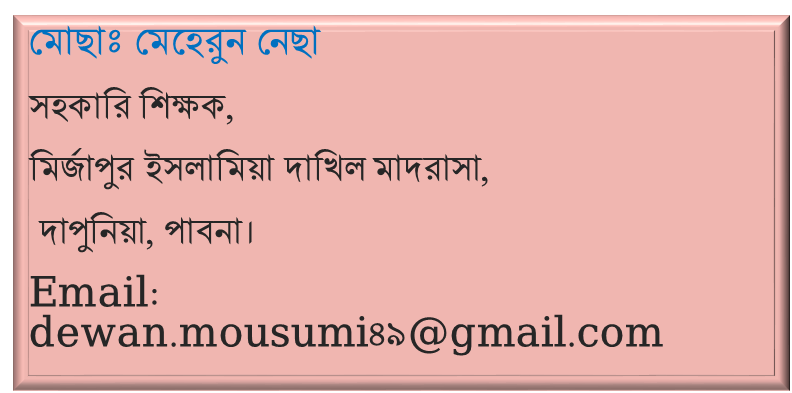 মোছাঃ মেহেরুন নেছা
সহকারি শিক্ষক,
মির্জাপুর ইসলামিয়া দাখিল মাদরাসা,
দাপুনিয়া, পাবনা।
Email:
dewan.mousumi৪৯@gmail.com